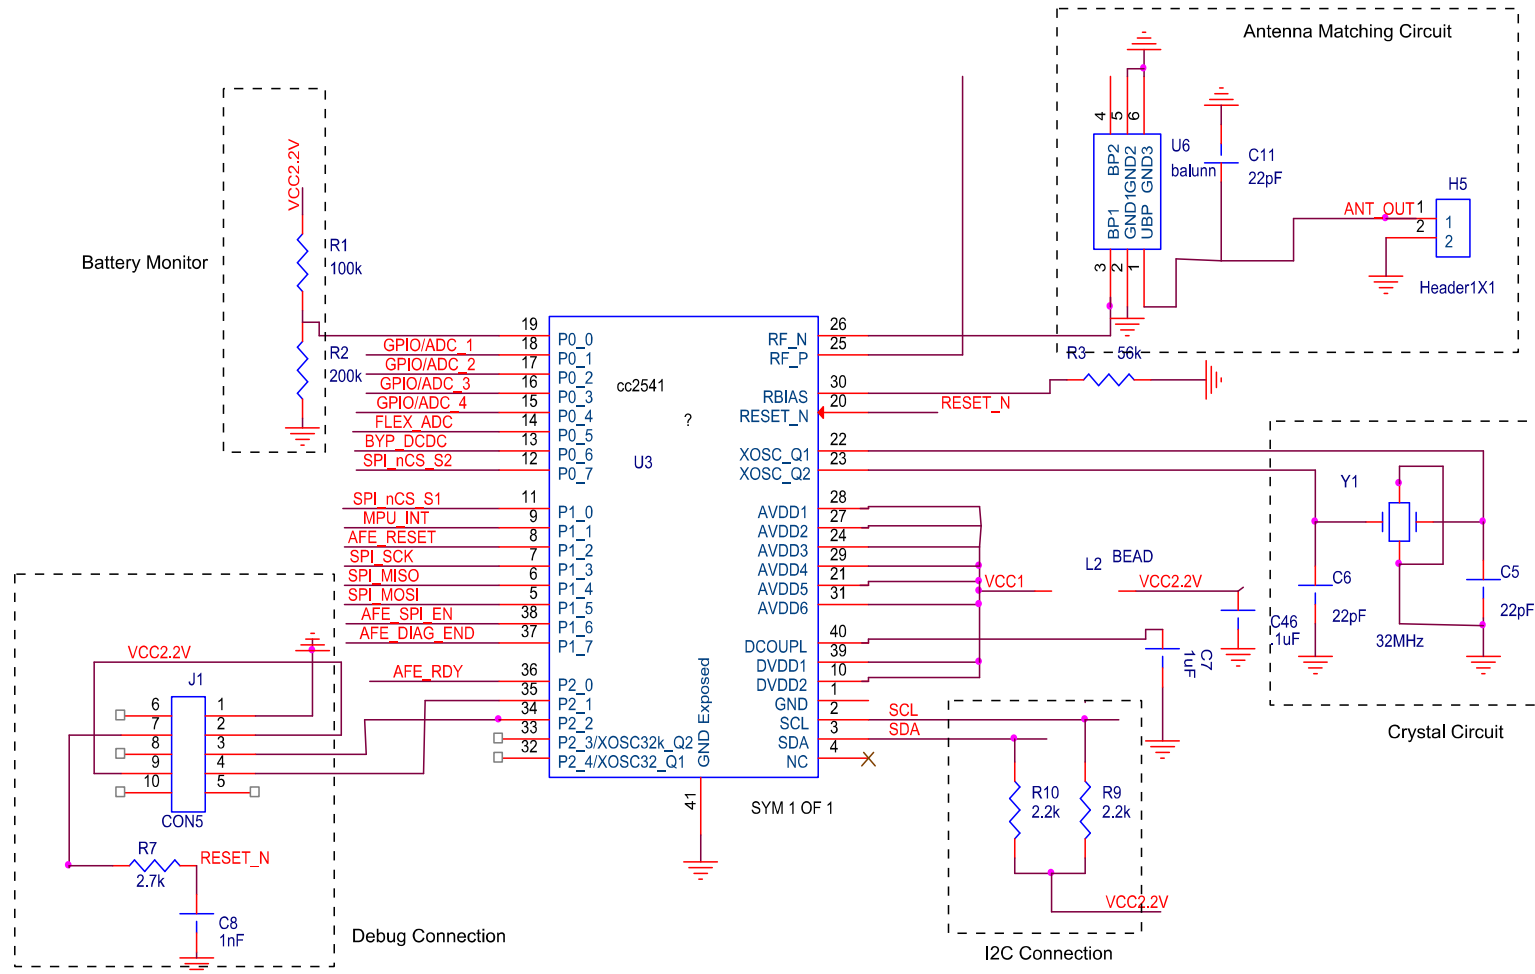 Antenna Matching Circuit
4 5 6
BP2 GND2 GND3
BP1 GND1 UBP
3 2 1
U6
balunn
C11
22pF
H5
ANT_OUT
1
2
1
2
Header1X1
VCC2.2V
Battery Monitor
R1
100k
R2
200k
19 P0_0
GPIO/ADC_1 18 P0_1
GPIO/ADC_2 17 P0_2
GPIO/ADC_3 16 P0_3
GPIO/ADC_4 15 P0_4
FLEX_ADC 14 P0_5
BYP_DCDC 13 P0_6
SPI_nCS_S2 12 P0_7
SPI_nCS_S1 11 P1_0
MPU_INT 9 P1_1
AFE_RESET 8 P1_2
SPI_SCK 7 P1_3
SPI_MISO 6 P1_4
SPI_MOSI 5 P1_5
AFE_SPI_EN 38 P1_6
AFE_DIAG_END 37 P1_7
AFE_RDY 36 P2_0
35 P2_1
34 P2_2
33 P2_3/XOSC32k_Q2
32 P2_4/XOSC32_Q1
cc2541
?
U3
GND Exposed
41
SYM 1 OF 1
RF_N 26
RF_P 25
RBIAS 30
RESET_N 20 RESET_N
XOSC_Q1 22
XOSC_Q2 23
AVDD1 28
AVDD2 27
AVDD3 24
AVDD4 29
AVDD5 21
AVDD6 31
DCOUPL 40
DVDD1 39
DVDD2 10
GND 1
SCL 2 SCL
SDA 3 SDA
NC 4
R3 56k
VCC1
L2 BEAD
VCC2.2V
C46
.1uF
C7
1uF
Y1
C6
22pF
C5
22pF
32MHz
Crystal Circuit
R10
2.2k
R9
2.2k
VCC2.2V
I2C Connection
VCC2.2V
J1
6 1
7 2
8 3
9 4
10 5
CON5
R7
2.7k
RESET_N
C8
1nF
Debug Connection